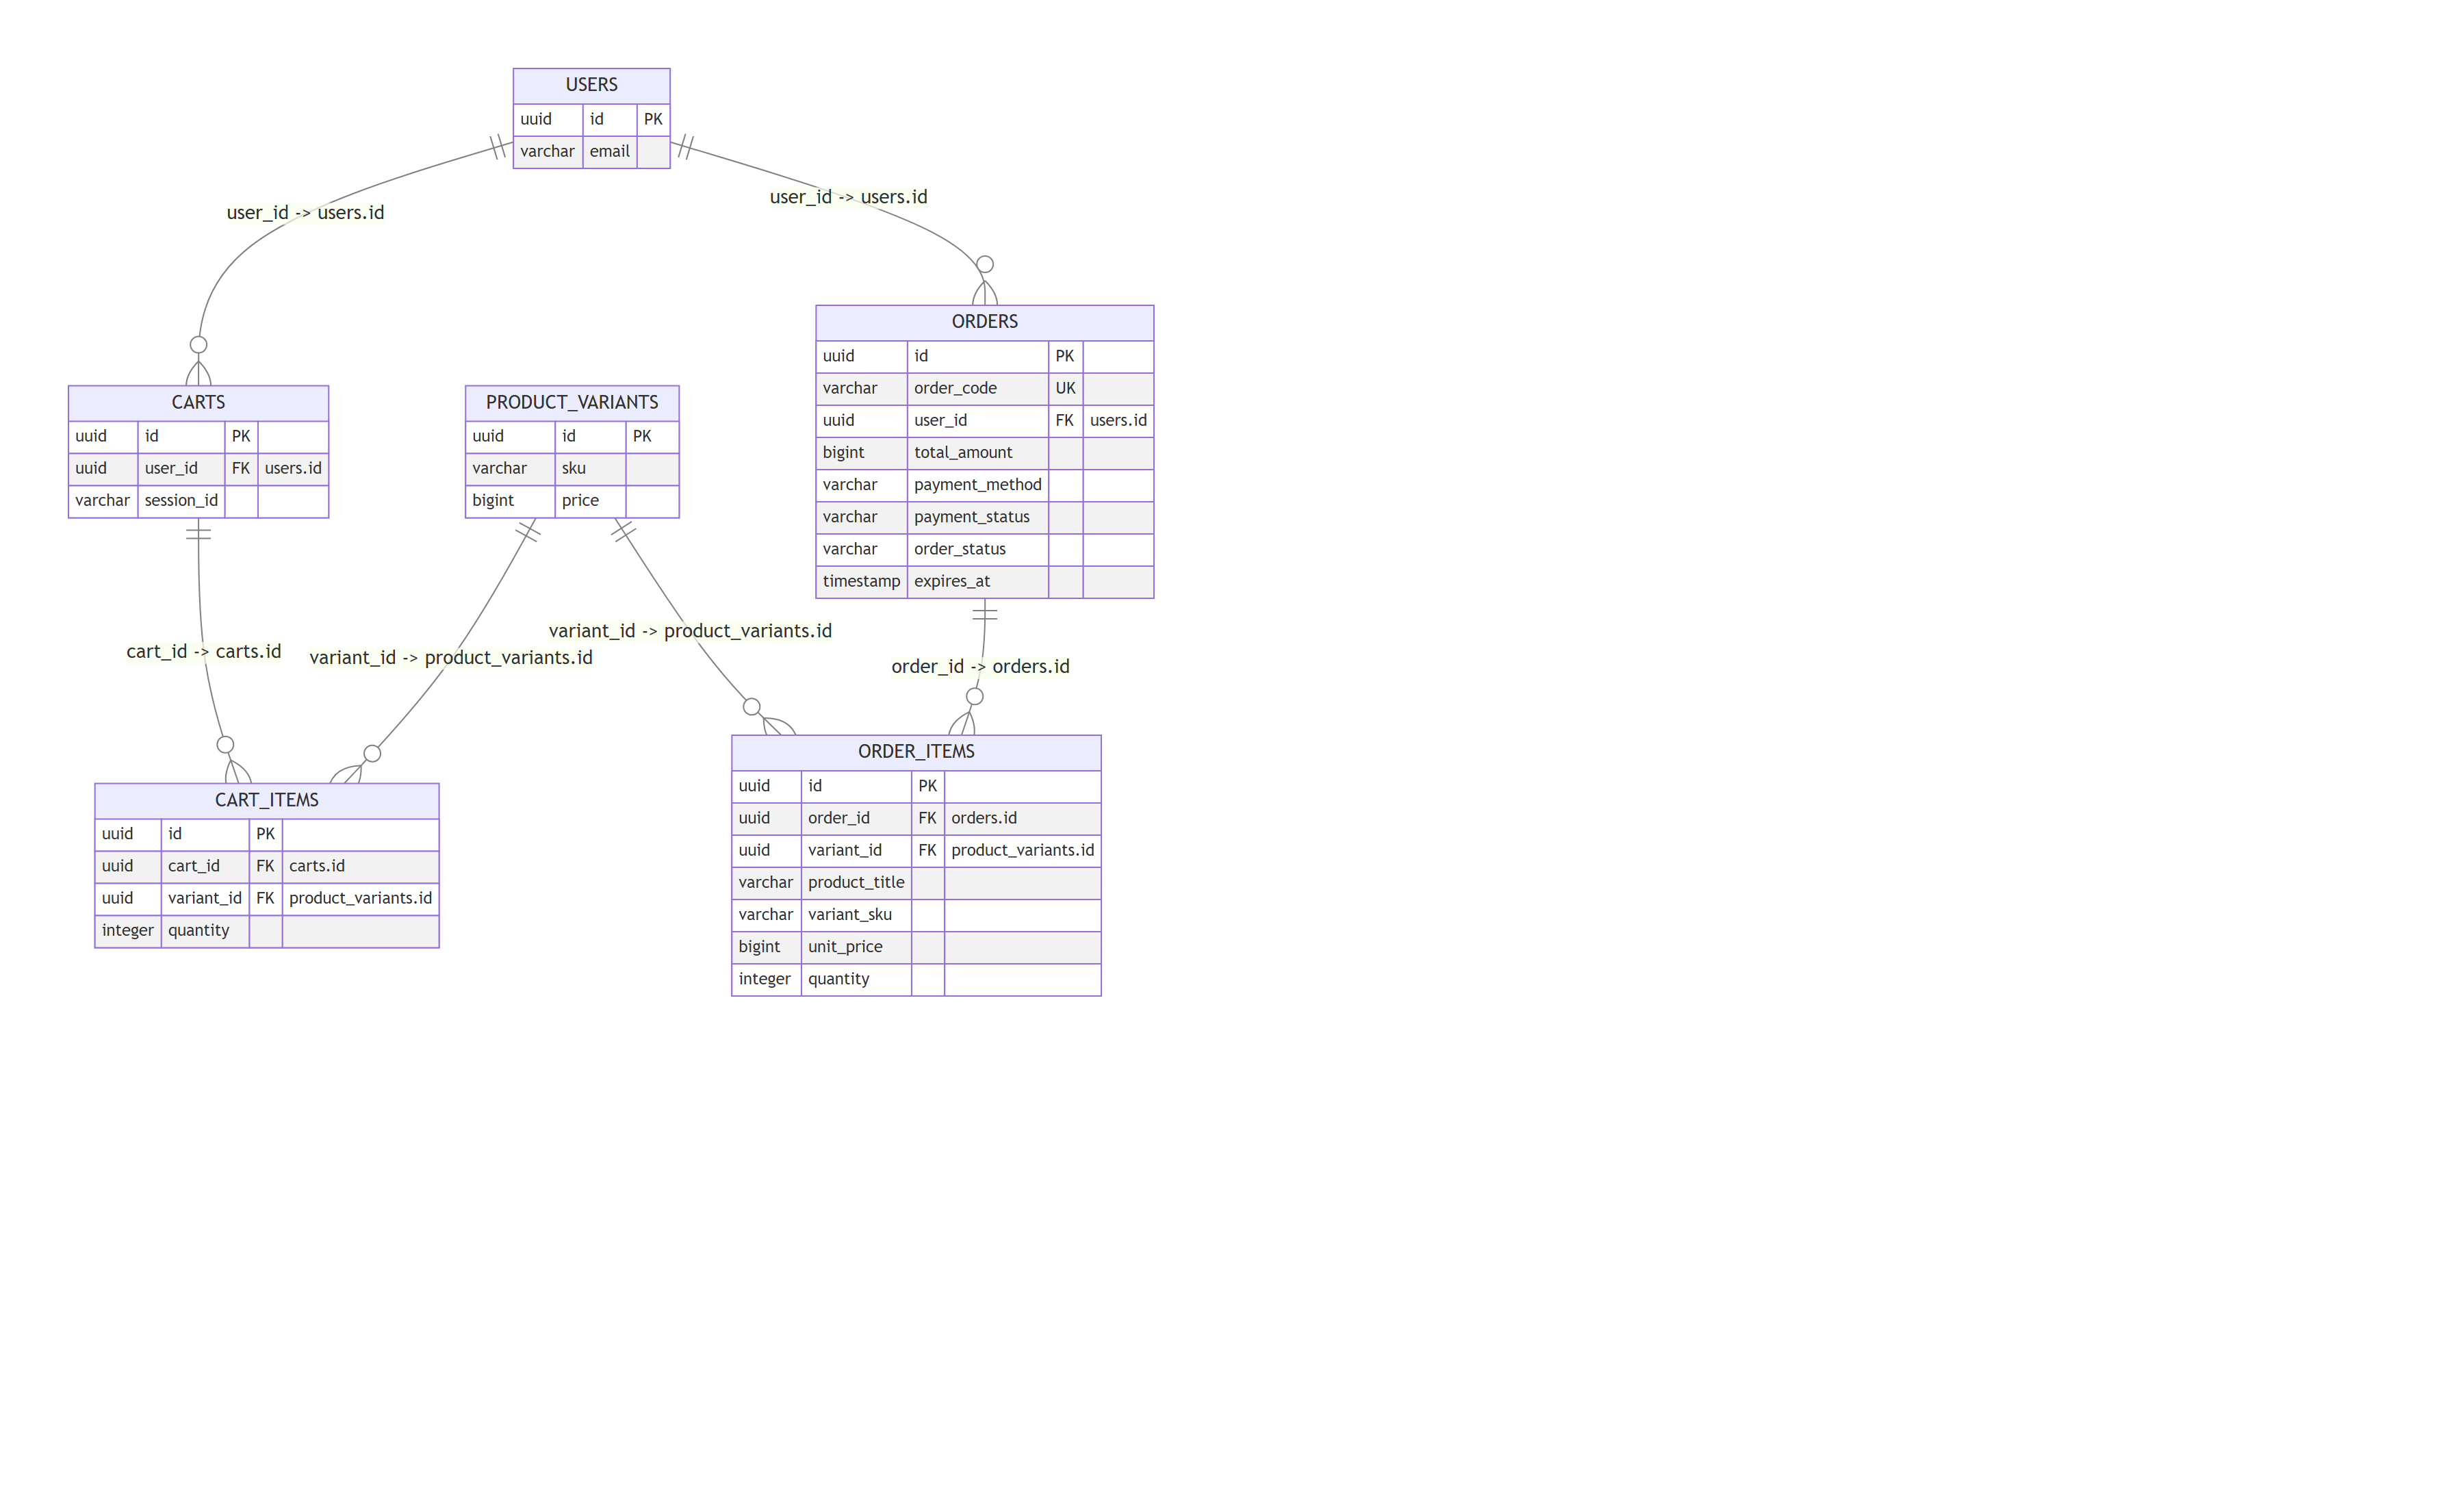 USERS
uuid id PK
varchar email
user_id -> users.id
user_id -> users.id
ORDERS
uuid id PK
varchar order_code UK
uuid user_id FK users.id
bigint total_amount
varchar payment_method
varchar payment_status
varchar order_status
timestamp expires_at
CARTS
uuid id PK
uuid user_id FK users.id
varchar session_id
PRODUCT_VARIANTS
uuid id PK
varchar sku
bigint price
cart_id -> carts.id
variant_id -> product_variants.id
variant_id -> product_variants.id
order_id -> orders.id
CART_ITEMS
uuid id PK
uuid cart_id FK carts.id
uuid variant_id FK product_variants.id
integer quantity
ORDER_ITEMS
uuid id PK
uuid order_id FK orders.id
uuid variant_id FK product_variants.id
varchar product_title
varchar variant_sku
bigint unit_price
integer quantity